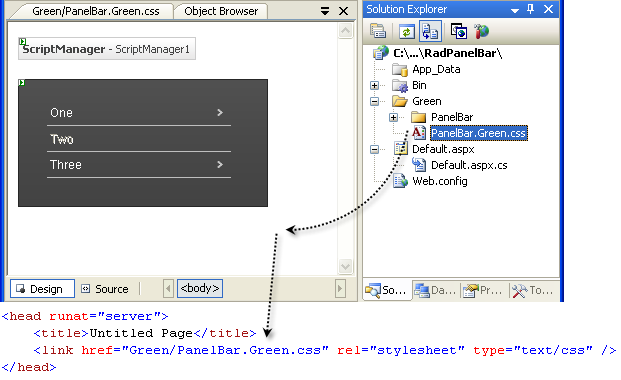 Green/PanelBar.Green.css
Object Browser
ScriptManager - ScriptManager1
One
Two
Three
Design
Source
<body>
Solution Explorer
C:\...\RadPanelBar\
App_Data
Bin
Green
PanelBar
PanelBar.Green.css
Default.aspx
Default.aspx.cs
Web.config
So...
Da...
Pr...
To...
<head runat="server">
<title>Untitled Page</title>
<link href="Green/PanelBar.Green.css" rel="stylesheet" type="text/css" />
</head>